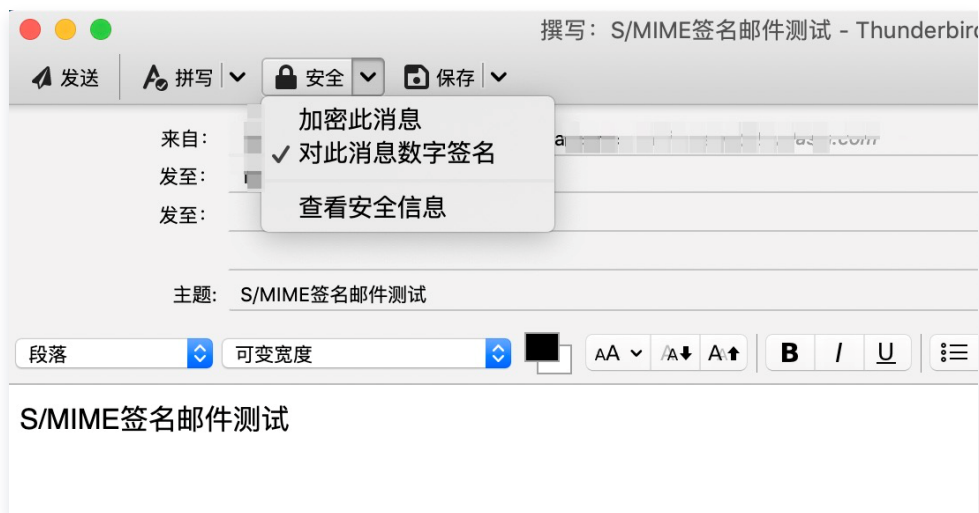 撰写：S/MIME签名邮件测试 - Thunderbird
发送 拼写 安全 保存
加密此消息
来自：
对此消息数字签名
发至：
查看安全信息
发至：
主题: S/MIME签名邮件测试
段落 可变宽度 AA A A B I U
S/MIME签名邮件测试